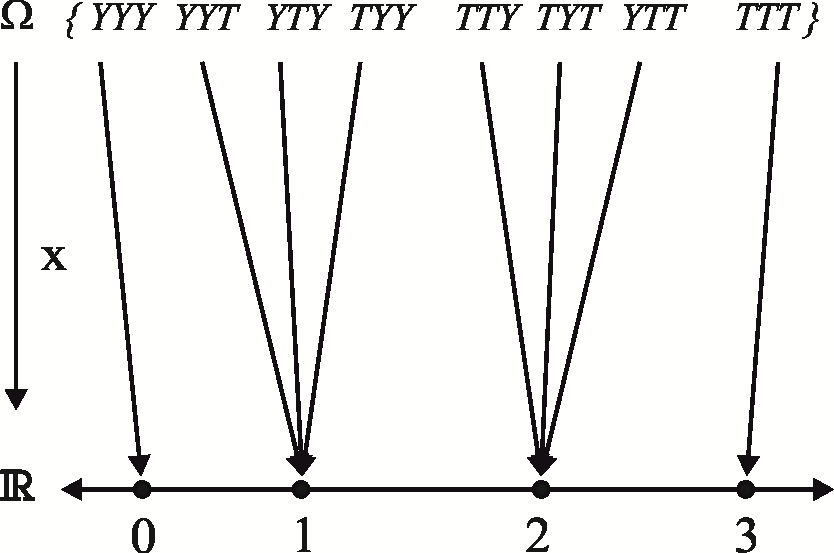 Ω { YYY YYT YTY TYY TTY TYT YTT TTT }
X
ℝ
0 1 2 3